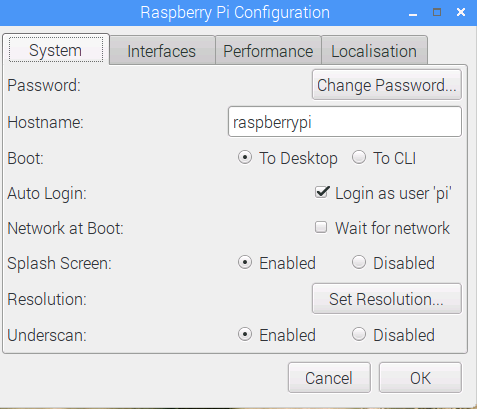 Raspberry Pi Configuration
System Interfaces Performance Localisation
Password: Change Password...
Hostname: raspberrypi
Boot: To Desktop To CLI
Auto Login: Login as user 'pi'
Network at Boot: Wait for network
Splash Screen: Enabled Disabled
Resolution: Set Resolution...
Underscan: Enabled Disabled
Cancel OK